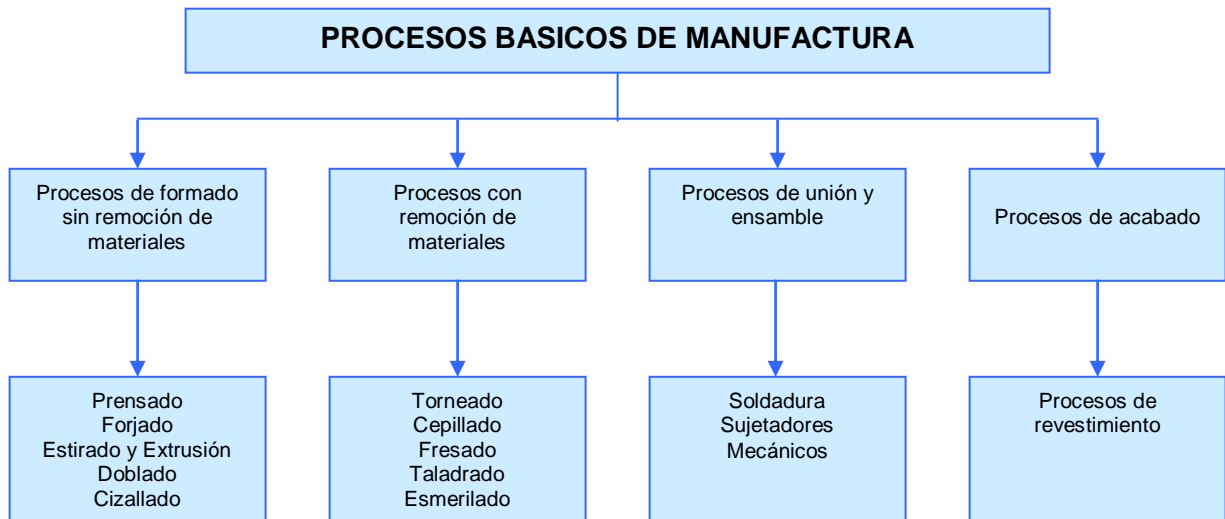 PROCESOS BASICOS DE MANUFACTURA
Procesos de formado
sin remoción de
materiales
Procesos con
remoción de
materiales
Procesos de unión y
ensamble
Procesos de acabado
Prensado
Forjado
Estirado y Extrusión
Doblado
Cizallado
Torneado
Cepillado
Fresado
Taladrado
Esmerilado
Soldadura
Sujetadores
Mecánicos
Procesos de
revestimiento